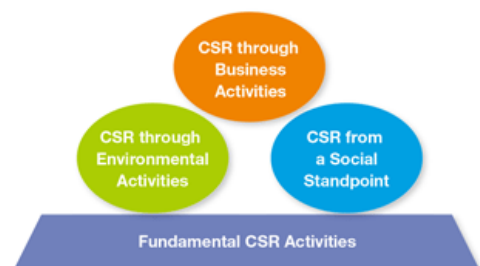 CSR through
Business
Activities
CSR through
Environmental
Activities
CSR from
a Social
Standpoint
Fundamental CSR Activities